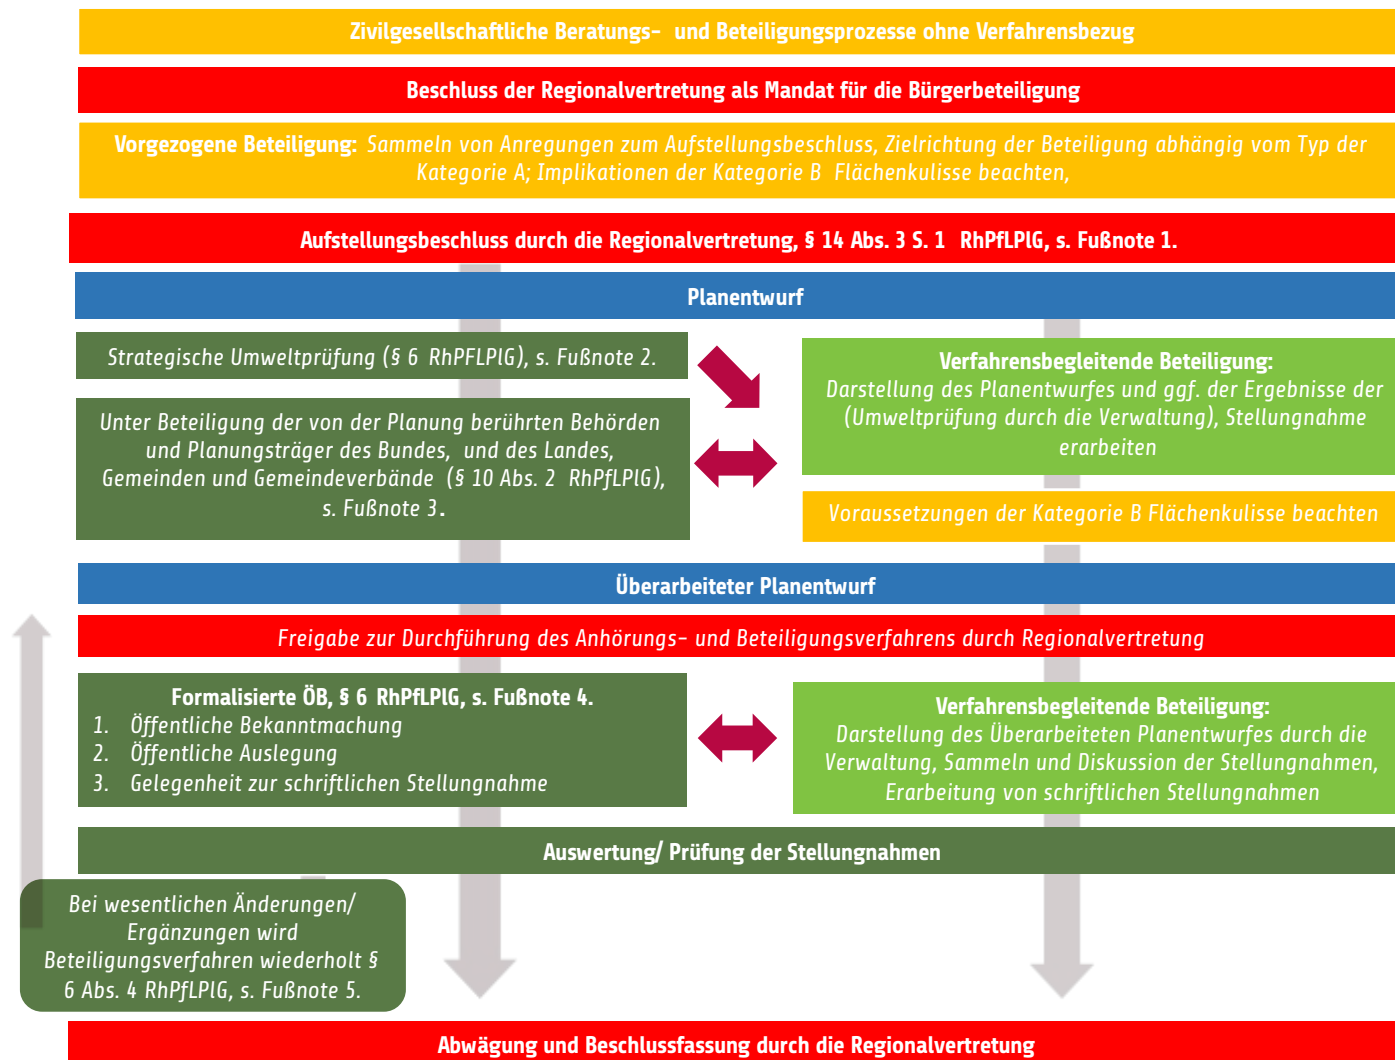 Zivilgesellschaftliche Beratungs- und Beteiligungsprozesse ohne Verfahrensbezug
Beschluss der Regionalvertretung als Mandat für die Bürgerbeteiligung
Vorgezogene Beteiligung: Sammeln von Anregungen zum Aufstellungsbeschluss, Zielrichtung der Beteiligung abhängig vom Typ der
Kategorie A; Implikationen der Kategorie B Flächenkulisse beachten,
Aufstellungsbeschluss durch die Regionalvertretung, § 14 Abs. 3 S. 1 RhPfLPlG, s. Fußnote 1.
Planentwurf
Strategische Umweltprüfung (§ 6 RhPFLPlG), s. Fußnote 2.
Unter Beteiligung der von der Planung berührten Behörden
und Planungsträger des Bundes, und des Landes,
Gemeinden und Gemeindeverbände (§ 10 Abs. 2 RhPfLPlG),
s. Fußnote 3.
Verfahrensbegleitende Beteiligung:
Darstellung des Planentwurfes und ggf. der Ergebnisse der
(Umweltprüfung durch die Verwaltung), Stellungnahme
erarbeiten
Voraussetzungen der Kategorie B Flächenkulisse beachten
Überarbeiteter Planentwurf
Freigabe zur Durchführung des Anhörungs- und Beteiligungsverfahrens durch Regionalvertretung
Formalisierte ÖB, § 6 RhPfLPlG, s. Fußnote 4.
1. Öffentliche Bekanntmachung
2. Öffentliche Auslegung
3. Gelegenheit zur schriftlichen Stellungnahme
Verfahrensbegleitende Beteiligung:
Darstellung des Überarbeiteten Planentwurfes durch die
Verwaltung, Sammeln und Diskussion der Stellungnahmen,
Erarbeitung von schriftlichen Stellungnahmen
Auswertung/ Prüfung der Stellungnahmen
Bei wesentlichen Änderungen/
Ergänzungen wird
Beteiligungsverfahren wiederholt §
6 Abs. 4 RhPfLPlG, s. Fußnote 5.
Abwägung und Beschlussfassung durch die Regionalvertretung